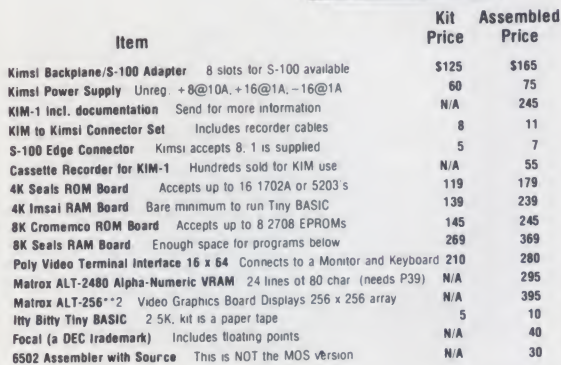 Kit Assembled
Item Price Price
Kimsi Backplane/S-100 Adapter 8 slots for S-100 available $125 $165
Kimsi Power Supply Unreg. +8@10A, +16@1A, -16@1A 60 75
KIM-1 incl. documentation Send for more information N/A 245
KIM to Kimsi Connector Set Includes recorder cables 8 11
S-100 Edge Connector Kimsi accepts 8, 1 is supplied 5 7
Cassette Recorder for KIM-1 Hundreds sold for KIM use N/A 55
4K Seals ROM Board Accepts up to 16 1702A or 5203's 119 179
4K Imsai RAM Board Bare minimum to run Tiny BASIC 139 239
8K Cromemco ROM Board Accepts up to 8 2708 EPROMs 145 245
8K Seals RAM Board Enough space for programs below 269 369
Poly Video Terminal Interface 16 x 64 Connects to a Monitor and Keyboard 210 280
Matrox ALT-2480 Alpha-Numeric VRAM 24 lines of 80 char (needs P39) N/A 295
Matrox ALT-256**2 Video Graphics Board Displays 256 x 256 array N/A 395
Itty Bitty Tiny BASIC 2.5K, kit is a paper tape 5 10
Focal (a DEC trademark) Includes floating points N/A 40
6502 Assembler with Source This is NOT the MOS version N/A 30